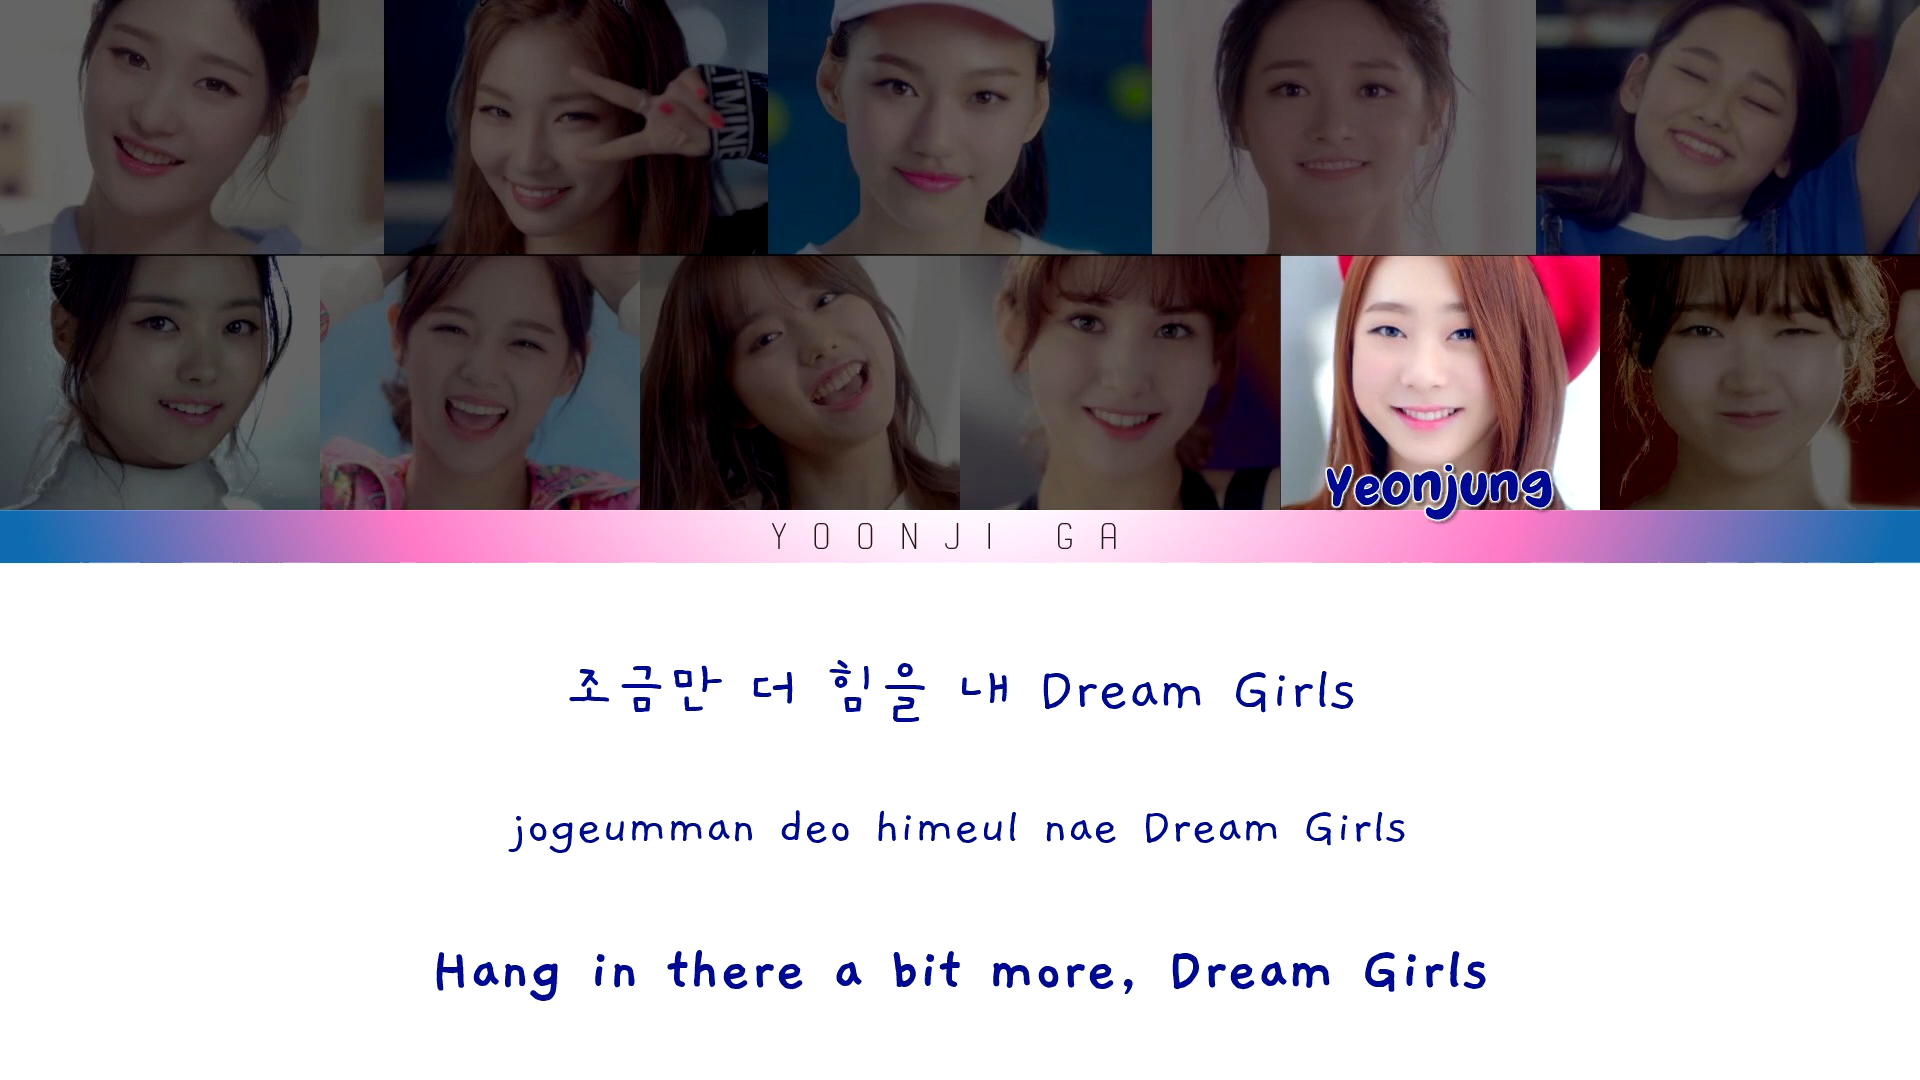 I'M MINE
Yeonjung
YOONJI GA
조금만 더 힘을 내 Dream Girls
jogeumman deo himeul nae Dream Girls
Hang in there a bit more, Dream Girls